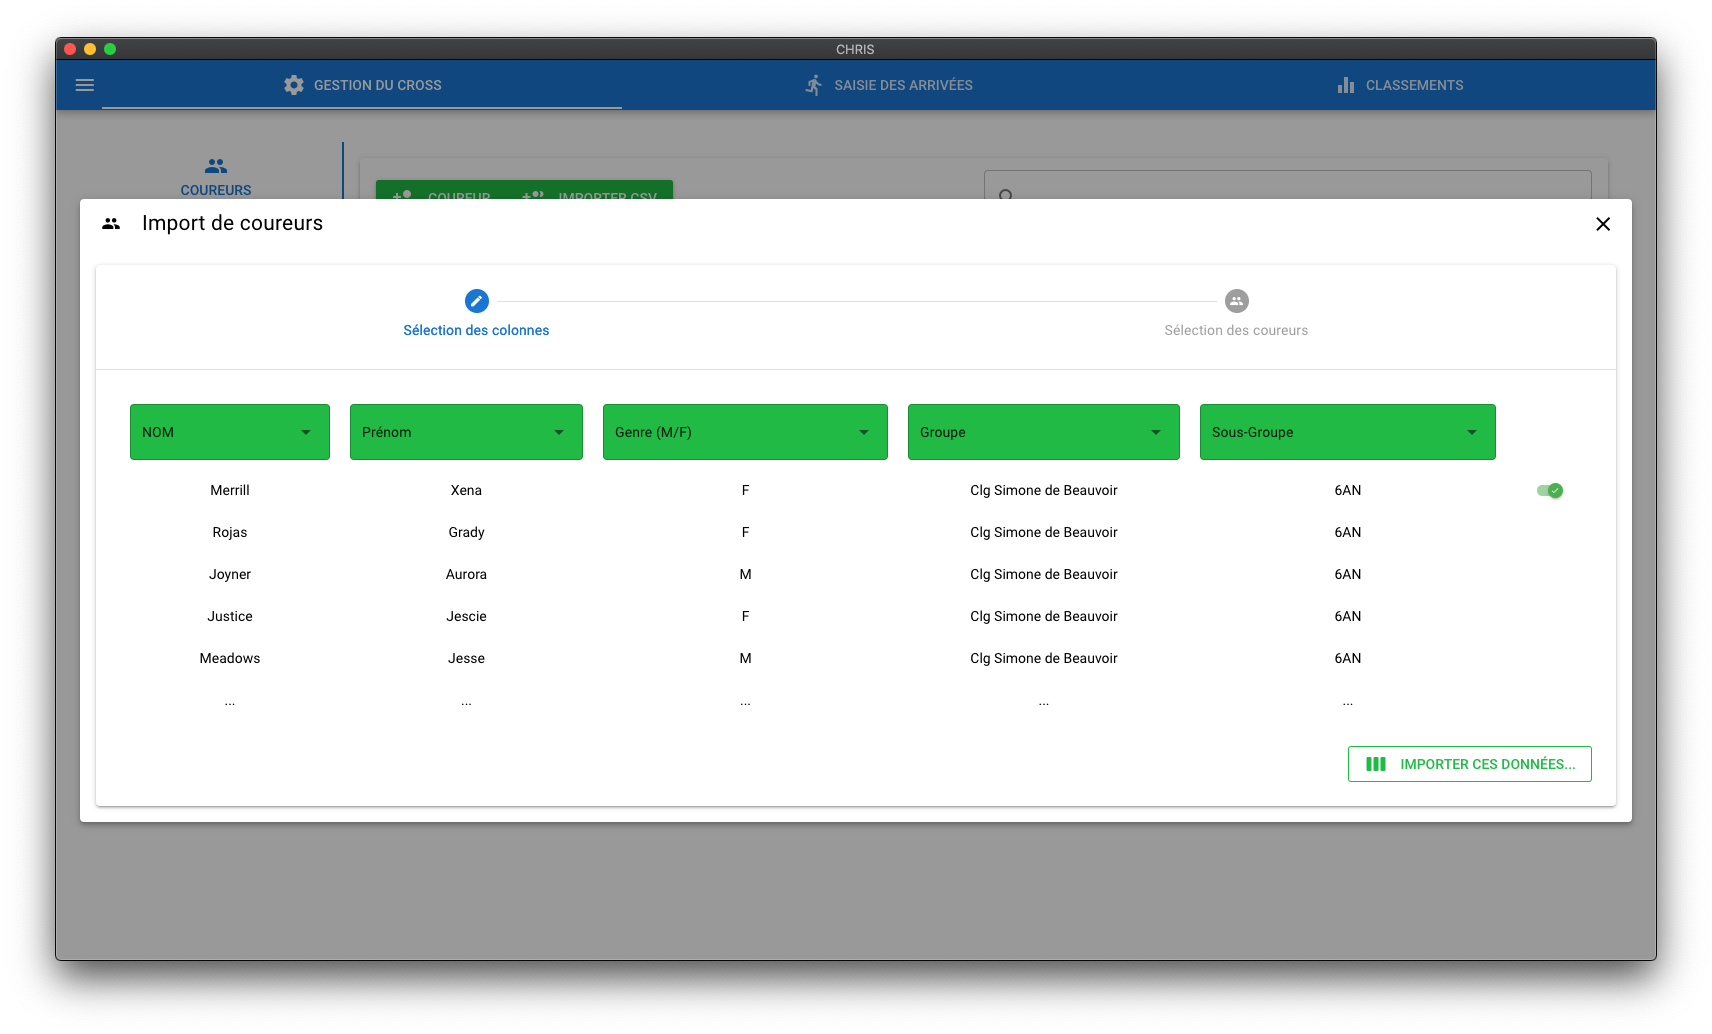 CHRIS
GESTION DU CROSS SAISIE DES ARRIVÉES CLASSEMENTS
COUREURS
COUREUR IMPORTER CSV
Import de coureurs
Sélection des colonnes Sélection des coureurs
NOM Prénom Genre (M/F) Groupe Sous-Groupe
Merrill Xena F Clg Simone de Beauvoir 6AN
Rojas Grady F Clg Simone de Beauvoir 6AN
Joyner Aurora M Clg Simone de Beauvoir 6AN
Justice Jescie F Clg Simone de Beauvoir 6AN
Meadows Jesse M Clg Simone de Beauvoir 6AN
... ... ... ... ...
IMPORTER CES DONNÉES...